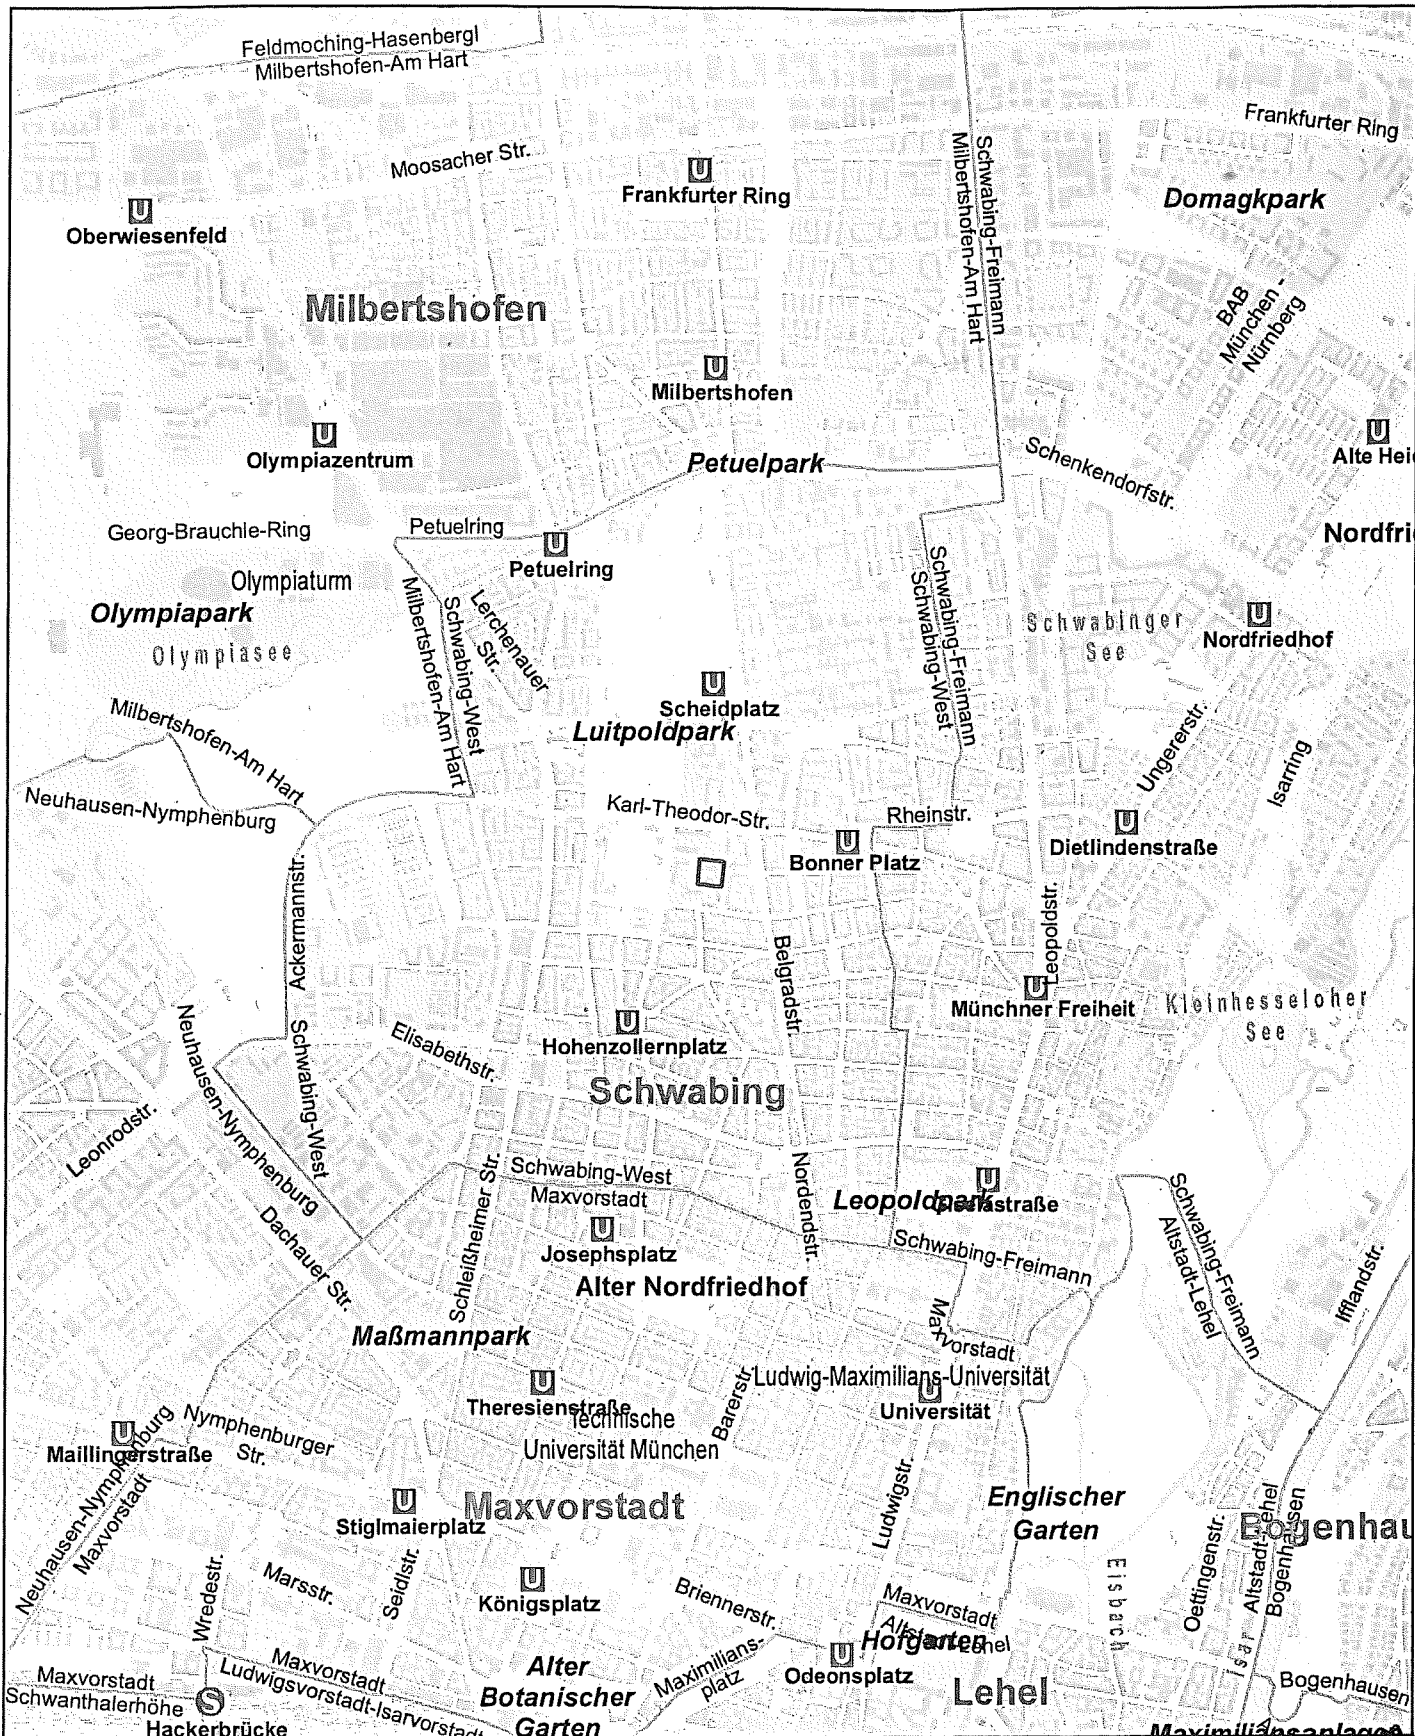 Feldmoching-Hasenbergl
Milbertshofen-Am Hart
Frankfurter Ring
Moosacher Str.
Schwabing-Freimann
Milbertshofen-Am Hart
U
Frankfurter Ring
Domagkpark
U
Oberwiesenfeld
Milbertshofen
BAB
München -
Nürnberg
U
Milbertshofen
U
Olympiazentrum
U
Alte Hei
Petuelpark
Schenkendorfstr.
Georg-Brauchle-Ring
Petuelring
Nordfri
U
Petuelring
Olympiaturm
Olympiapark
Olympiasee
Milbertshofen-Am Hart
Schwabing-West
Lerchenauer
Str.
Schwabing-Freimann
Schwabing-West
Schwabinger
See
U
Nordfriedhof
U
Scheidplatz
Luitpoldpark
Milbertshofen-Am Hart
Neuhausen-Nymphenburg
Ungererstr.
Isarring
Karl-Theodor-Str.
Rheinstr.
U
Bonner Platz
U
Dietlindenstraße
Ackermannstr.
Leopoldstr.
Belgradstr.
U
Münchner Freiheit
Kleinhesseloher
See
U
Hohenzollernplatz
Elisabethstr.
Schwabing
Neuhausen-Nymphenburg
Schwabing-West
Leonrodstr.
Schwabing-West
Maxvorstadt
Schleißheimer Str.
Nordendstr.
U
Leopoldpark
Giselastraße
U
Josephsplatz
Schwabing-Freimann
Schwabing-Freimann
Altstadt-Lehel
Ifflandstr.
Dachauer Str.
Alter Nordfriedhof
Maxvorstadt
Maßmannpark
Ludwig-Maximilians-Universität
U
Universität
U
Theresienstraße
Technische
Universität München
Barerstr.
U
Maillingerstraße
Nymphenburger
Str.
Neuhausen-Nymphenburg
Maxvorstadt
U
Stiglmaierplatz
Maxvorstadt
Ludwigstr.
Englischer
Garten
Bogenhau
Oettingenstr.
Altstadt-Lehel
Bogenhausen
Isar
Eisbach
Wredestr.
Marsstr.
Seidlstr.
U
Königsplatz
Briennerstr.
Maxvorstadt
Altstadt-Lehel
Hofgarten
U
Odeonsplatz
Maximilians-
platz
Lehel
Alter
Botanischer
Garten
Maxvorstadt
Ludwigsvorstadt-Isarvorstadt
Maxvorstadt
Schwanthalerhöhe
S
Hackerbrücke
Bogenhausen
Maximiliansanlagen